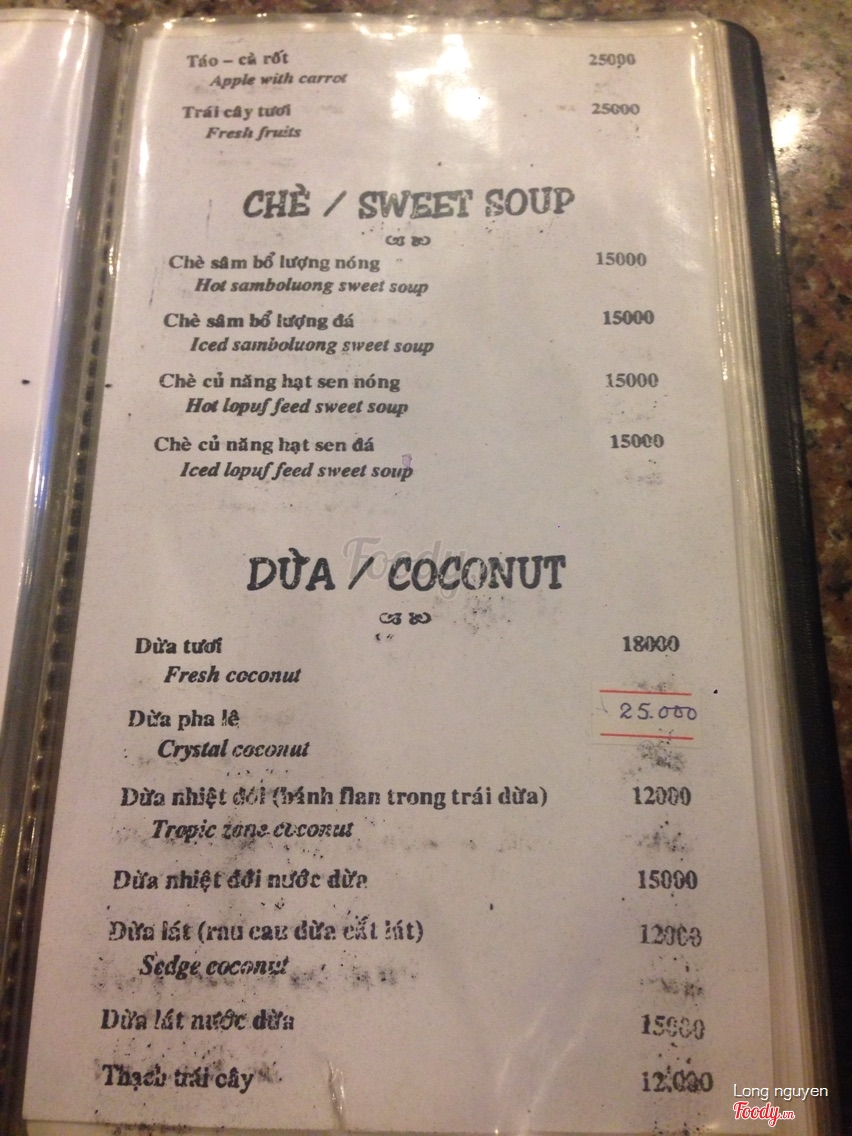 Táo – cà rốt 25000
Apple with carrot
Trái cây tươi 25000
Fresh fruits
CHÈ / SWEET SOUP
Chè sâm bổ lượng nóng 15000
Hot samboluong sweet soup
Chè sâm bổ lượng đá 15000
Iced samboluong sweet soup
Chè củ năng hạt sen nóng 15000
Hot lopuf feed sweet soup
Chè củ năng hạt sen đá 15000
Iced lopuf feed sweet soup
Foody
DỪA / COCONUT
Dừa tươi 18000
Fresh coconut
Dừa pha lê 25.000
Crystal coconut
Dừa nhiệt đới (bánh flan trong trái dừa) 12000
Tropic zone coconut
Dừa nhiệt đới nước dừa 15000
Dừa lát (rau cau dừa cắt lát) 12000
Sedge coconut
Dừa lát nước dừa 15000
Thạch trái cây 12.000
Long nguyen
Foody.vn